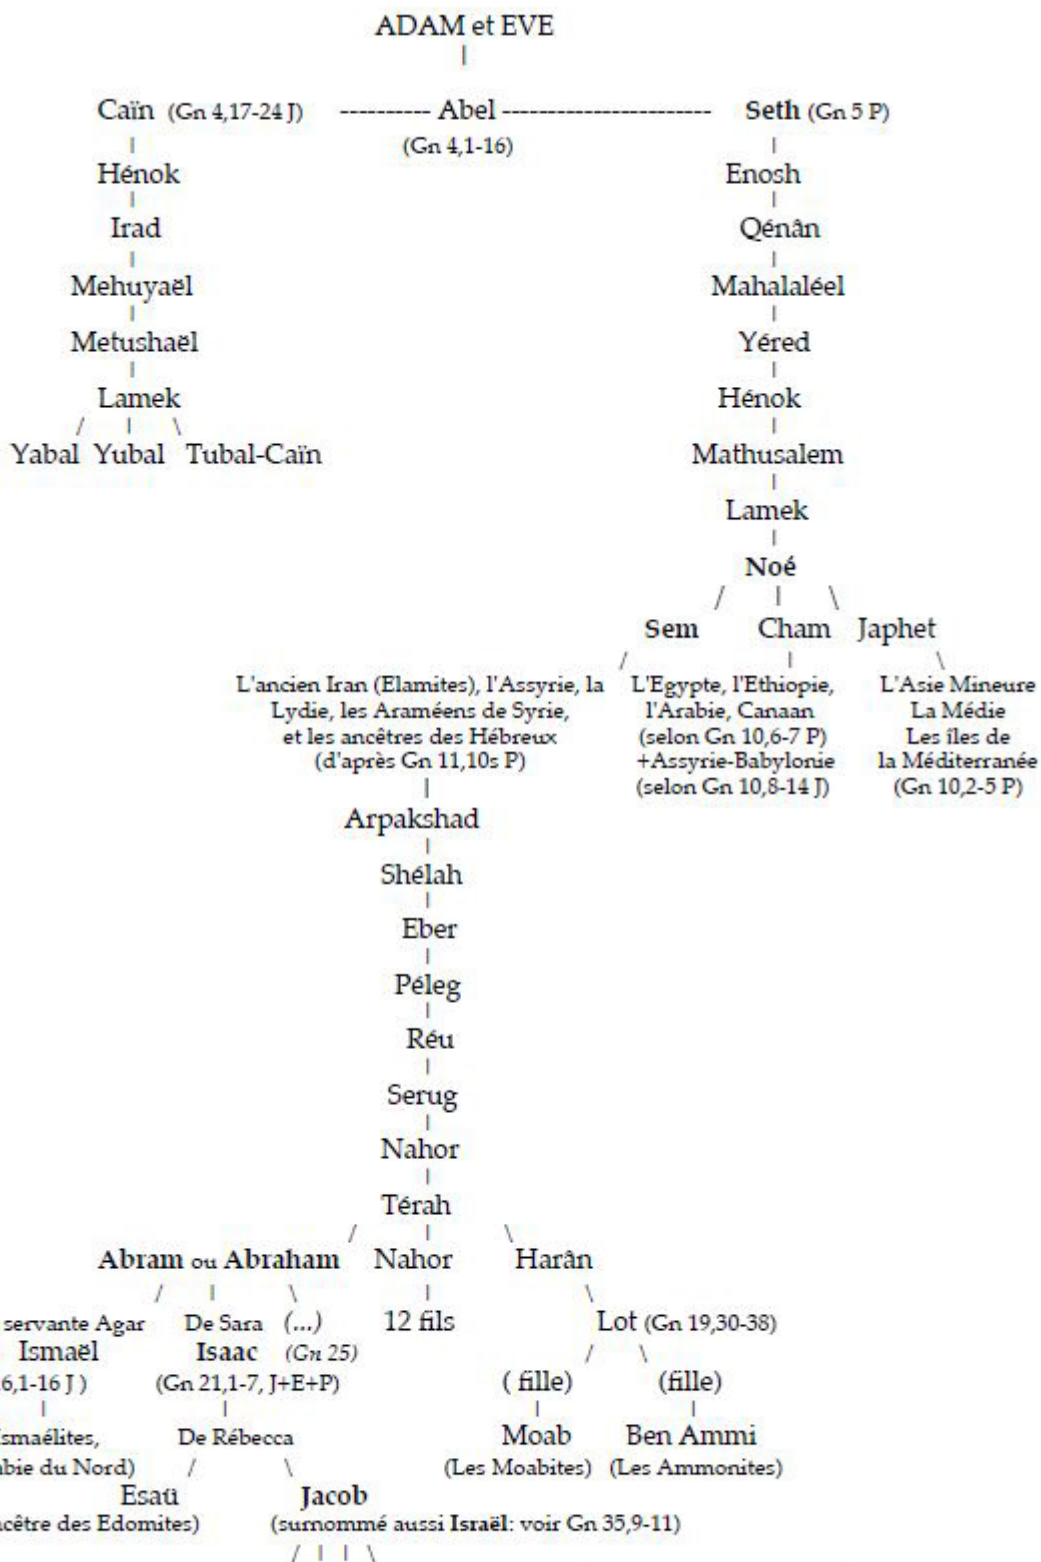 ADAM et EVE
Caïn (Gn 4,17-24 J) ---------- Abel ----------------------- Seth (Gn 5 P)
(Gn 4,1-16)
Hénok Enosh
Irad Qénân
Mehuyaël Mahalaléel
Metushaël Yéred
Lamek Hénok
Yabal Yubal Tubal-Caïn Mathusalem
Lamek
Noé
Sem Cham Japhet
L'ancien Iran (Elamites), l'Assyrie, la L'Egypte, l'Ethiopie, L'Asie Mineure
Lydie, les Araméens de Syrie, l'Arabie, Canaan La Médie
et les ancêtres des Hébreux (selon Gn 10,6-7 P) Les îles de
(d'après Gn 11,10s P) +Assyrie-Babylonie la Méditerranée
(selon Gn 10,8-14 J) (Gn 10,2-5 P)
Arpakshad
Shélah
Eber
Péleg
Réu
Serug
Nahor
Térah
Abram ou Abraham Nahor Harân
servante Agar De Sara (...) 12 fils Lot (Gn 19,30-38)
Ismaël Isaac (Gn 25)
6,1-16 J ) (Gn 21,1-7, J+E+P) ( fille) (fille)
smaélites, De Rébecca Moab Ben Ammi
bie du Nord) (Les Moabites) (Les Ammonites)
Esaü Jacob
cêtre des Edomites) (surnommé aussi Israël: voir Gn 35,9-11)